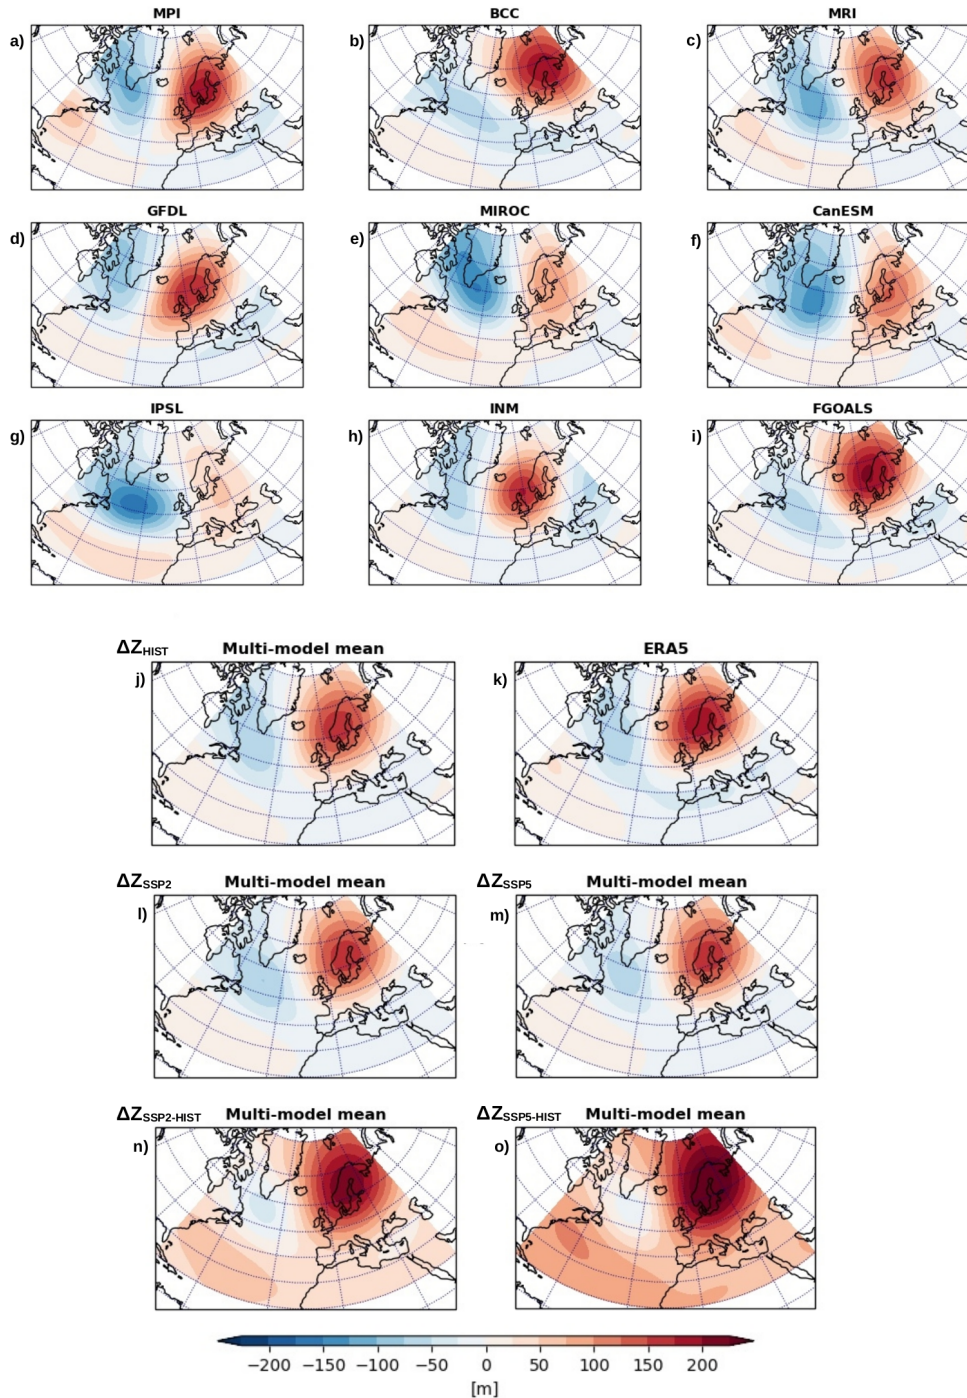 MPI BCC MRI
a) b) c)
GFDL MIROC CanESM
d) e) f)
IPSL INM FGOALS
g) h) i)
ΔZHIST Multi-model mean ERA5
j) k)
ΔZSSP2 Multi-model mean ΔZSSP5 Multi-model mean
l) m)
ΔZSSP2-HIST Multi-model mean ΔZSSP5-HIST Multi-model mean
n) o)
−200 −150 −100 −50 0 50 100 150 200
[m]